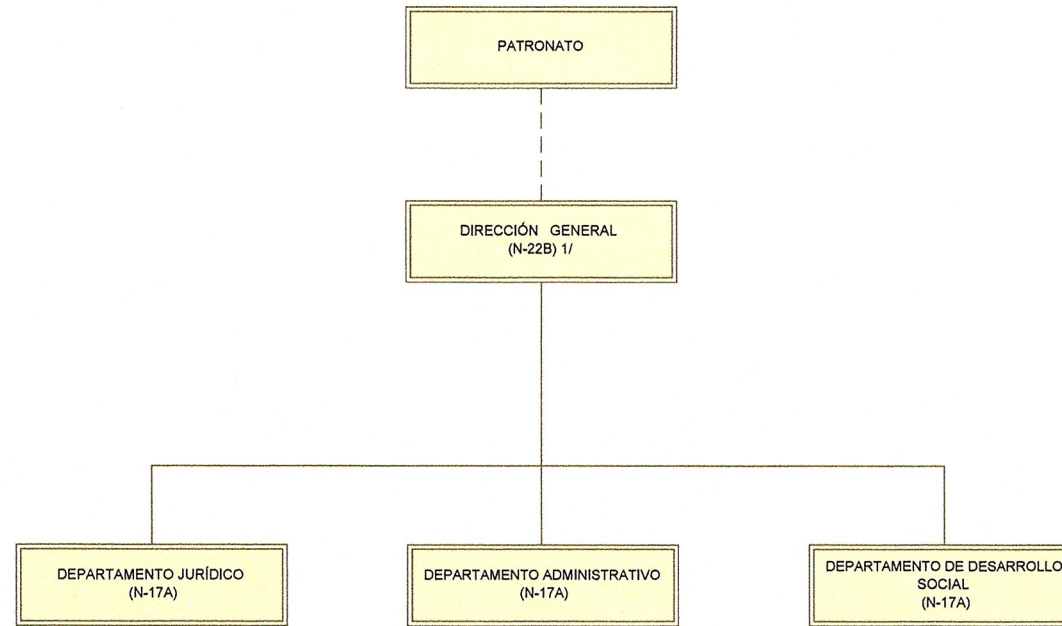 PATRONATO
DIRECCIÓN GENERAL
(N-22B) 1/
DEPARTAMENTO JURÍDICO
(N-17A)
DEPARTAMENTO ADMINISTRATIVO
(N-17A)
DEPARTAMENTO DE DESARROLLO
SOCIAL
(N-17A)